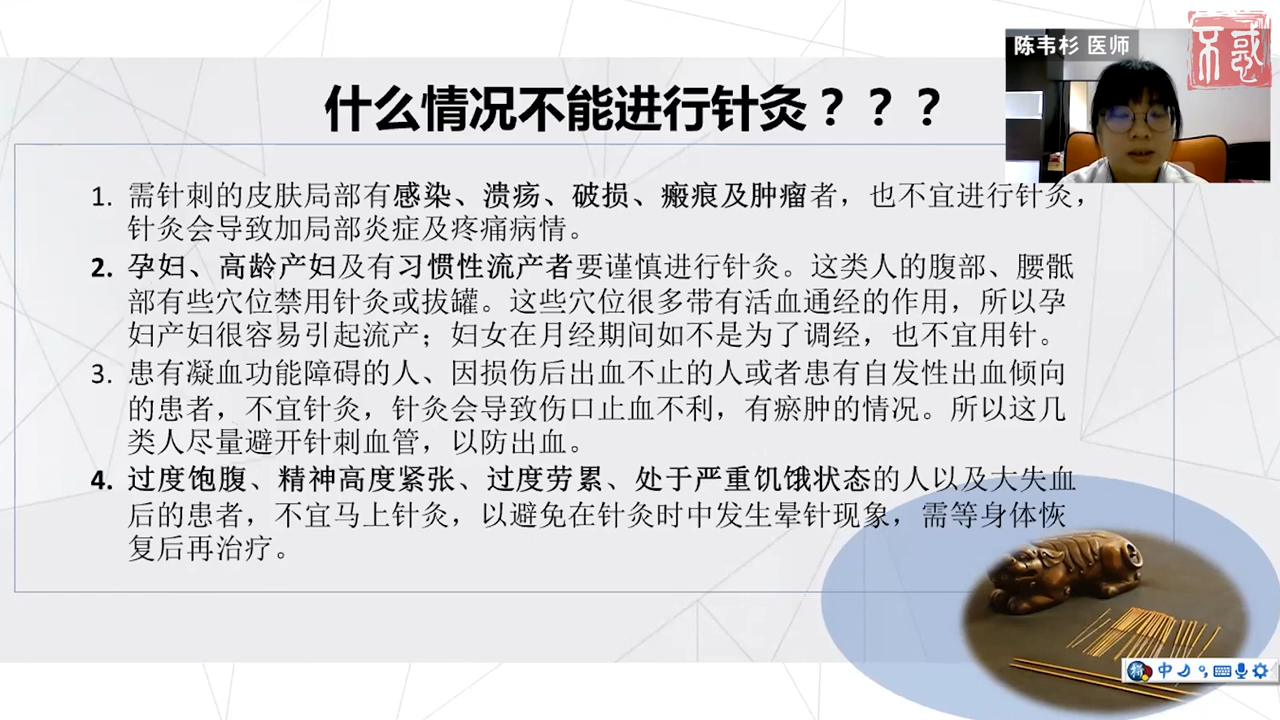 陈韦杉 医师
不惑
什么情况不能进行针灸？？？
1. 需针刺的皮肤局部有感染、溃疡、破损、瘢痕及肿瘤者，也不宜进行针灸，
针灸会导致加局部炎症及疼痛病情。
2. 孕妇、高龄产妇及有习惯性流产者要谨慎进行针灸。这类人的腹部、腰骶
部有些穴位禁用针灸或拔罐。这些穴位很多带有活血通经的作用，所以孕
妇产妇很容易引起流产；妇女在月经期间如不是为了调经，也不宜用针。
3. 患有凝血功能障碍的人、因损伤后出血不止的人或者患有自发性出血倾向
的患者，不宜针灸，针灸会导致伤口止血不利，有瘀肿的情况。所以这几
类人尽量避开针刺血管，以防出血。
4. 过度饱腹、精神高度紧张、过度劳累、处于严重饥饿状态的人以及大失血
后的患者，不宜马上针灸，以避免在针灸时中发生晕针现象，需等身体恢
复后再治疗。
中